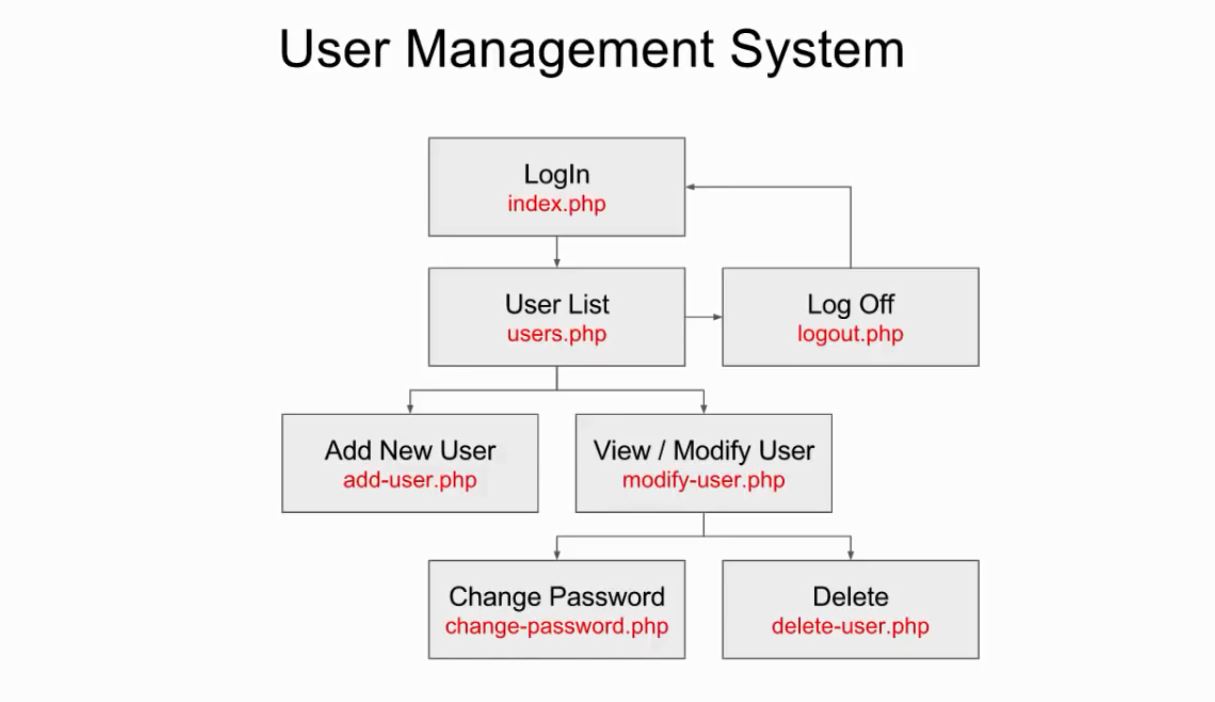 User Management System
LogIn
index.php
User List
users.php
Log Off
logout.php
Add New User
add-user.php
View / Modify User
modify-user.php
Change Password
change-password.php
Delete
delete-user.php